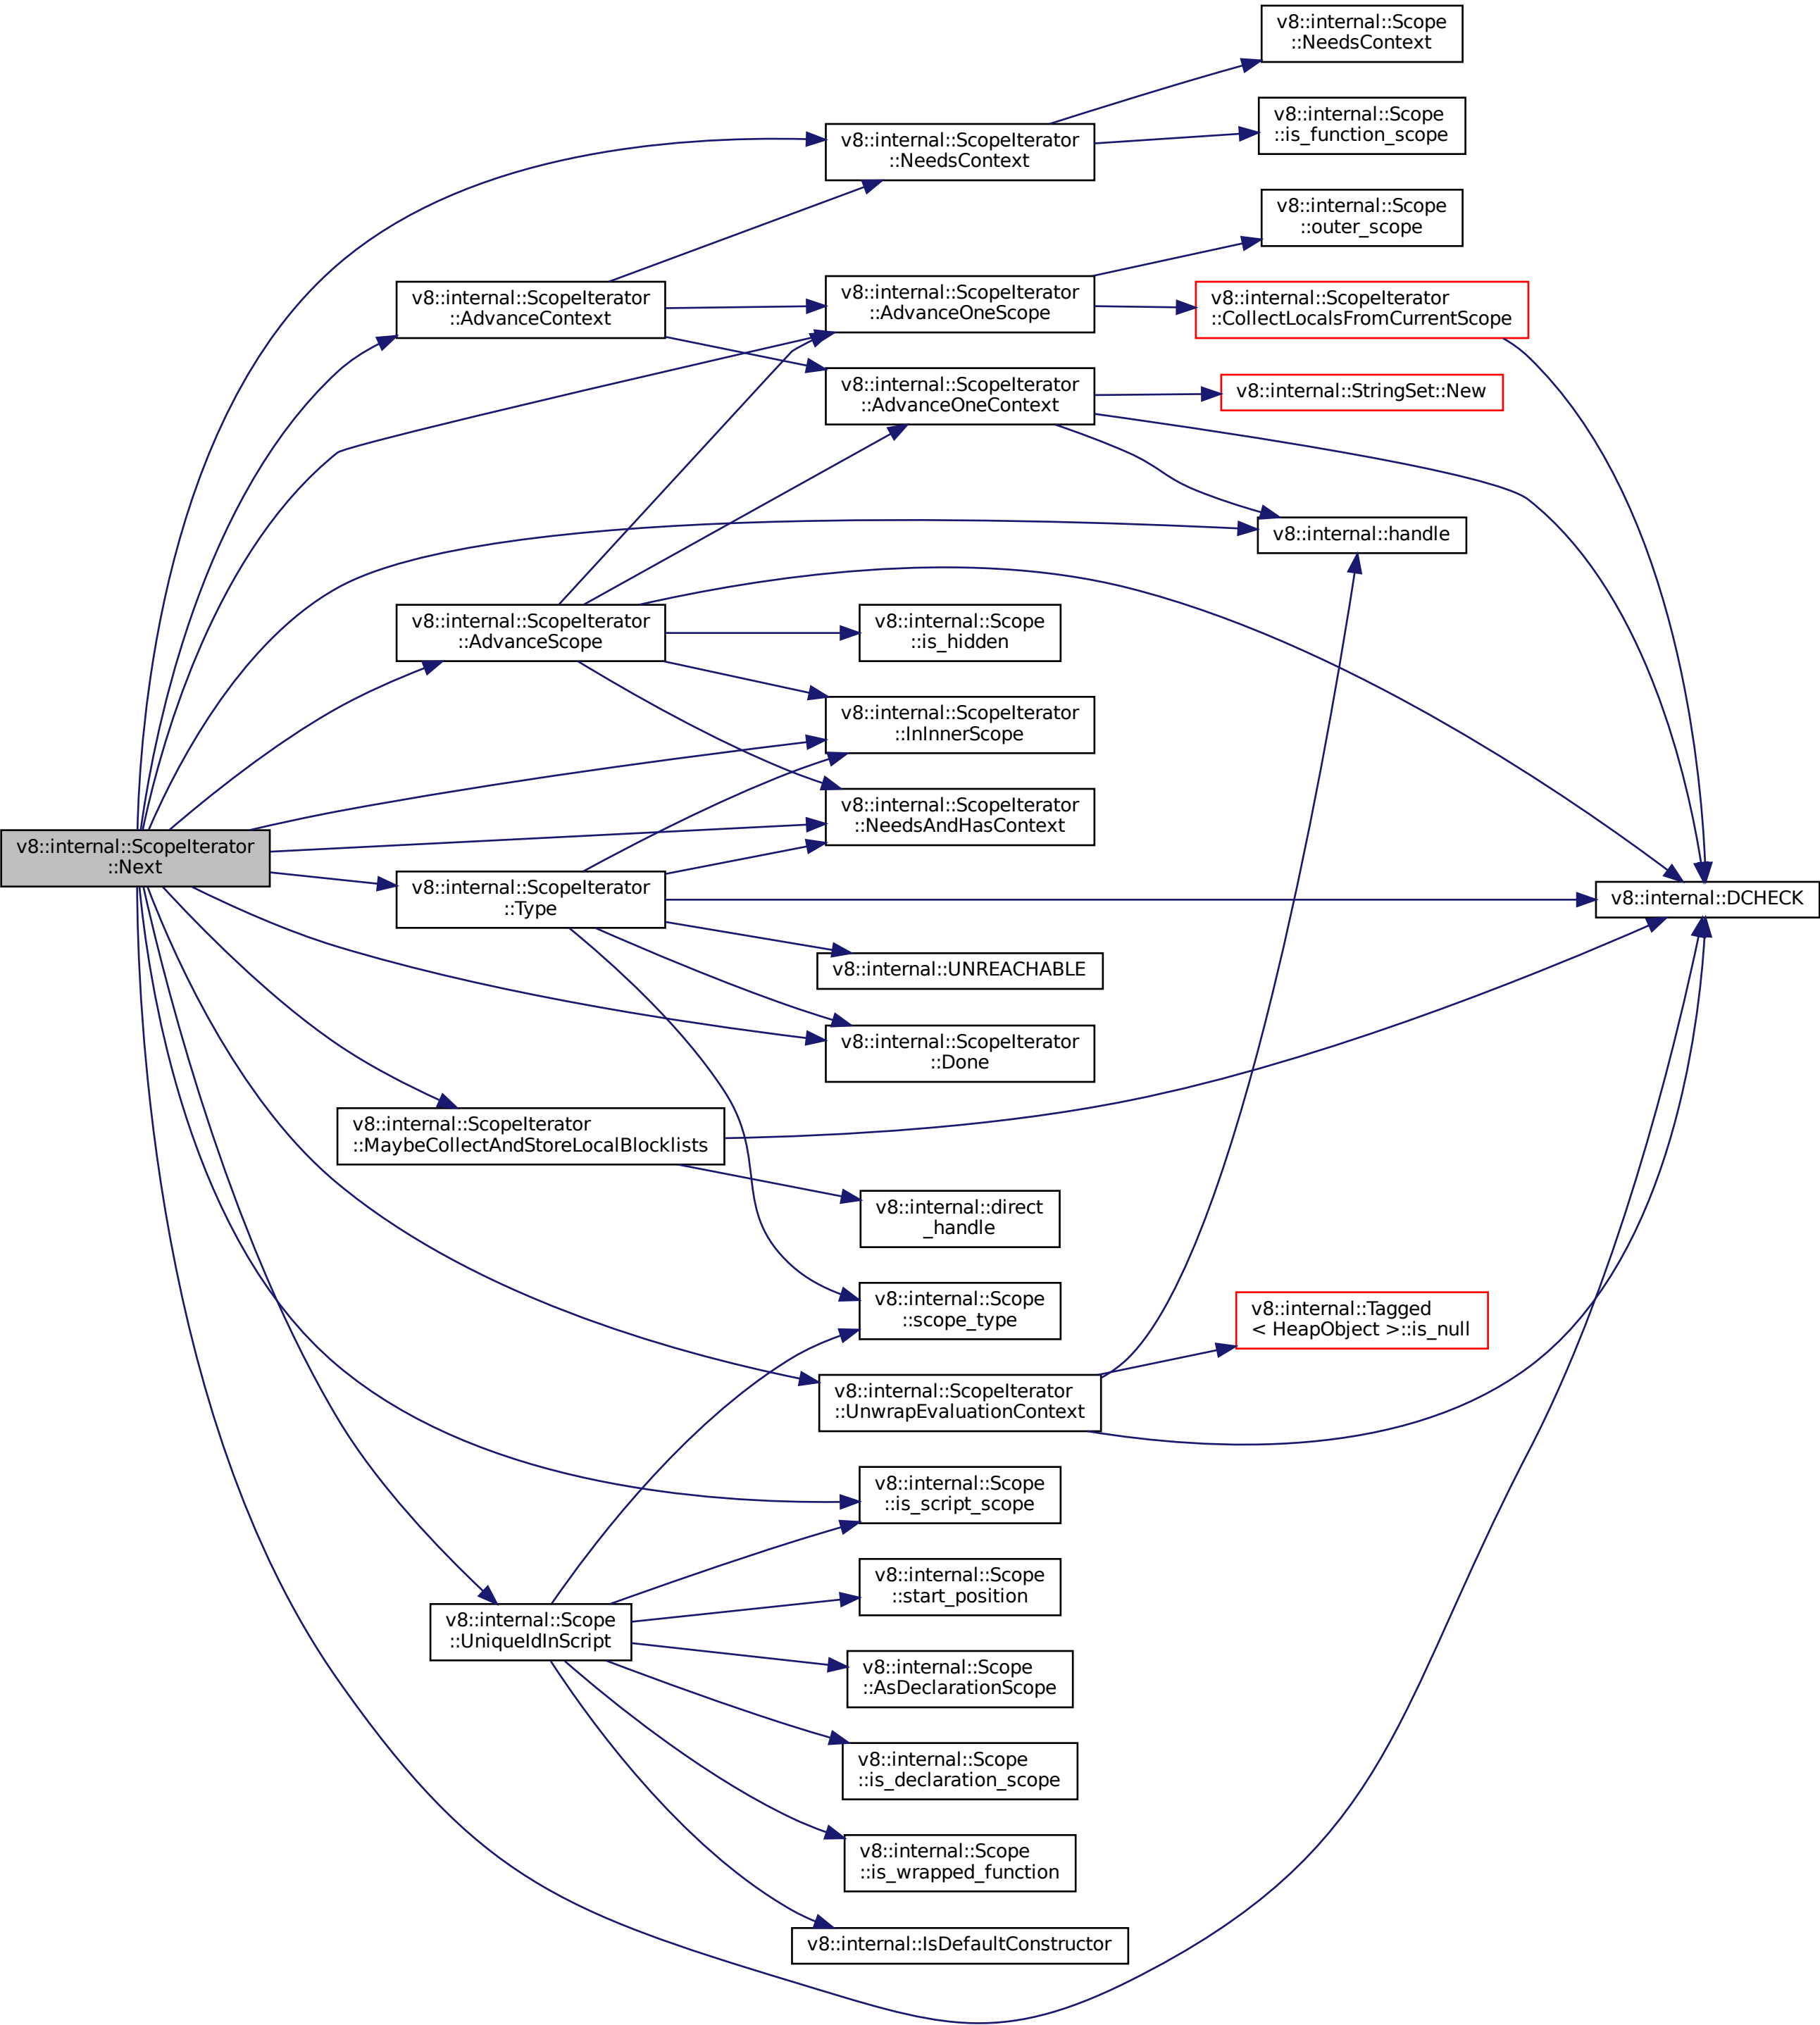 v8::internal::Scope
::NeedsContext
v8::internal::Scope
::is_function_scope
v8::internal::ScopeIterator
::NeedsContext
v8::internal::Scope
::outer_scope
v8::internal::ScopeIterator
::AdvanceContext
v8::internal::ScopeIterator
::AdvanceOneScope
v8::internal::ScopeIterator
::CollectLocalsFromCurrentScope
v8::internal::ScopeIterator
::AdvanceOneContext
v8::internal::StringSet::New
v8::internal::handle
v8::internal::ScopeIterator
::AdvanceScope
v8::internal::Scope
::is_hidden
v8::internal::ScopeIterator
::InInnerScope
v8::internal::ScopeIterator
::NeedsAndHasContext
v8::internal::ScopeIterator
::Next
v8::internal::ScopeIterator
::Type
v8::internal::DCHECK
v8::internal::UNREACHABLE
v8::internal::ScopeIterator
::Done
v8::internal::ScopeIterator
::MaybeCollectAndStoreLocalBlocklists
v8::internal::direct
_handle
v8::internal::Scope
::scope_type
v8::internal::Tagged
< HeapObject >::is_null
v8::internal::ScopeIterator
::UnwrapEvaluationContext
v8::internal::Scope
::is_script_scope
v8::internal::Scope
::start_position
v8::internal::Scope
::UniqueIdInScript
v8::internal::Scope
::AsDeclarationScope
v8::internal::Scope
::is_declaration_scope
v8::internal::Scope
::is_wrapped_function
v8::internal::IsDefaultConstructor